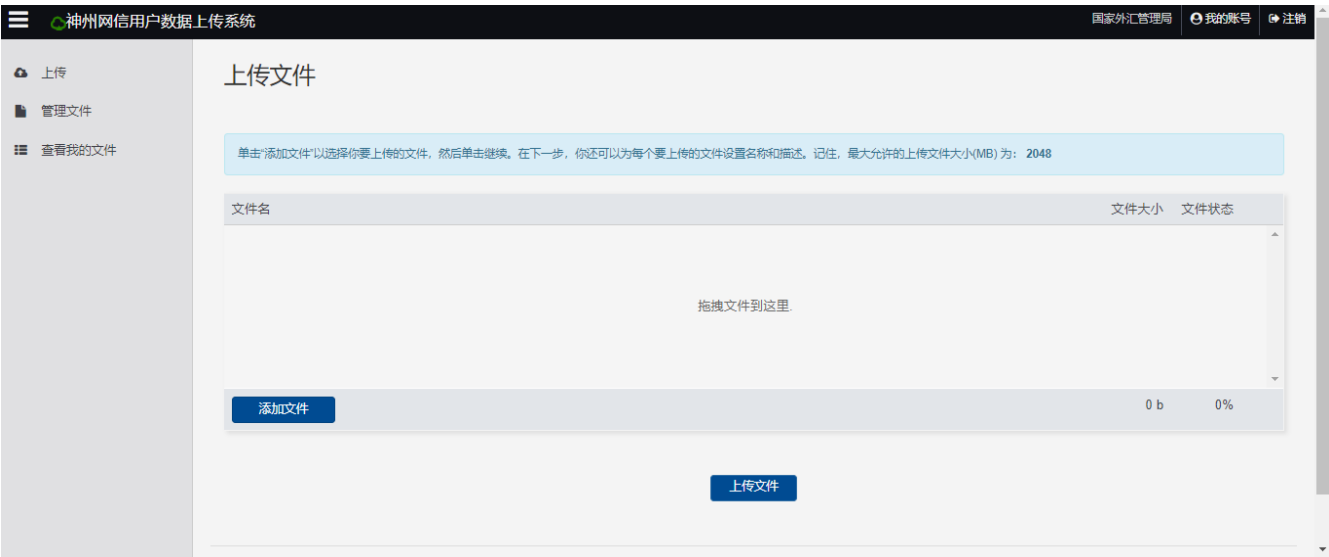 神州网信用户数据上传系统
国家外汇管理局 我的账号 注销
上传
管理文件
查看我的文件
上传文件
单击“添加文件”以选择你要上传的文件，然后单击继续。在下一步，你还可以为每个要上传的文件设置名称和描述。记住，最大允许的上传文件大小(MB) 为： 2048
文件名 文件大小 文件状态
拖拽文件到这里.
添加文件 0 b 0%
上传文件